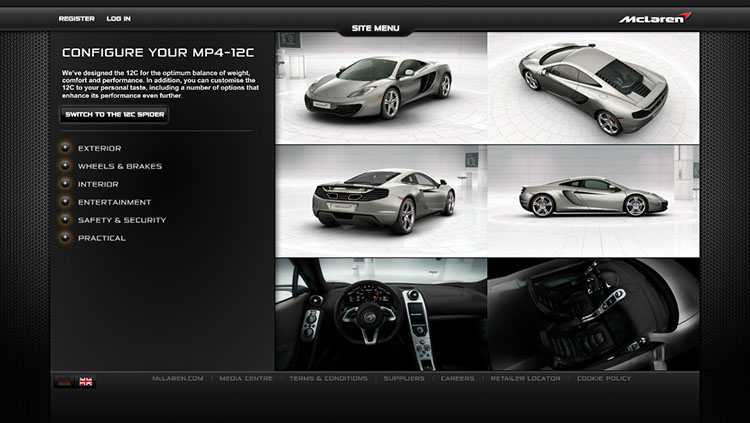 REGISTER LOG IN
McLaren
SITE MENU
CONFIGURE YOUR MP4-12C
We've designed the 12C for the optimum balance of weight,
comfort and performance. In addition, you can customise the
12C to your personal taste, including a number of options that
enhance its performance even further.
SWITCH TO THE 12C SPIDER
EXTERIOR
WHEELS & BRAKES
INTERIOR
ENTERTAINMENT
SAFETY & SECURITY
PRACTICAL
McLAREN.COM | MEDIA CENTRE | TERMS & CONDITIONS | SUPPLIERS | CAREERS | RETAILER LOCATOR | COOKIE POLICY